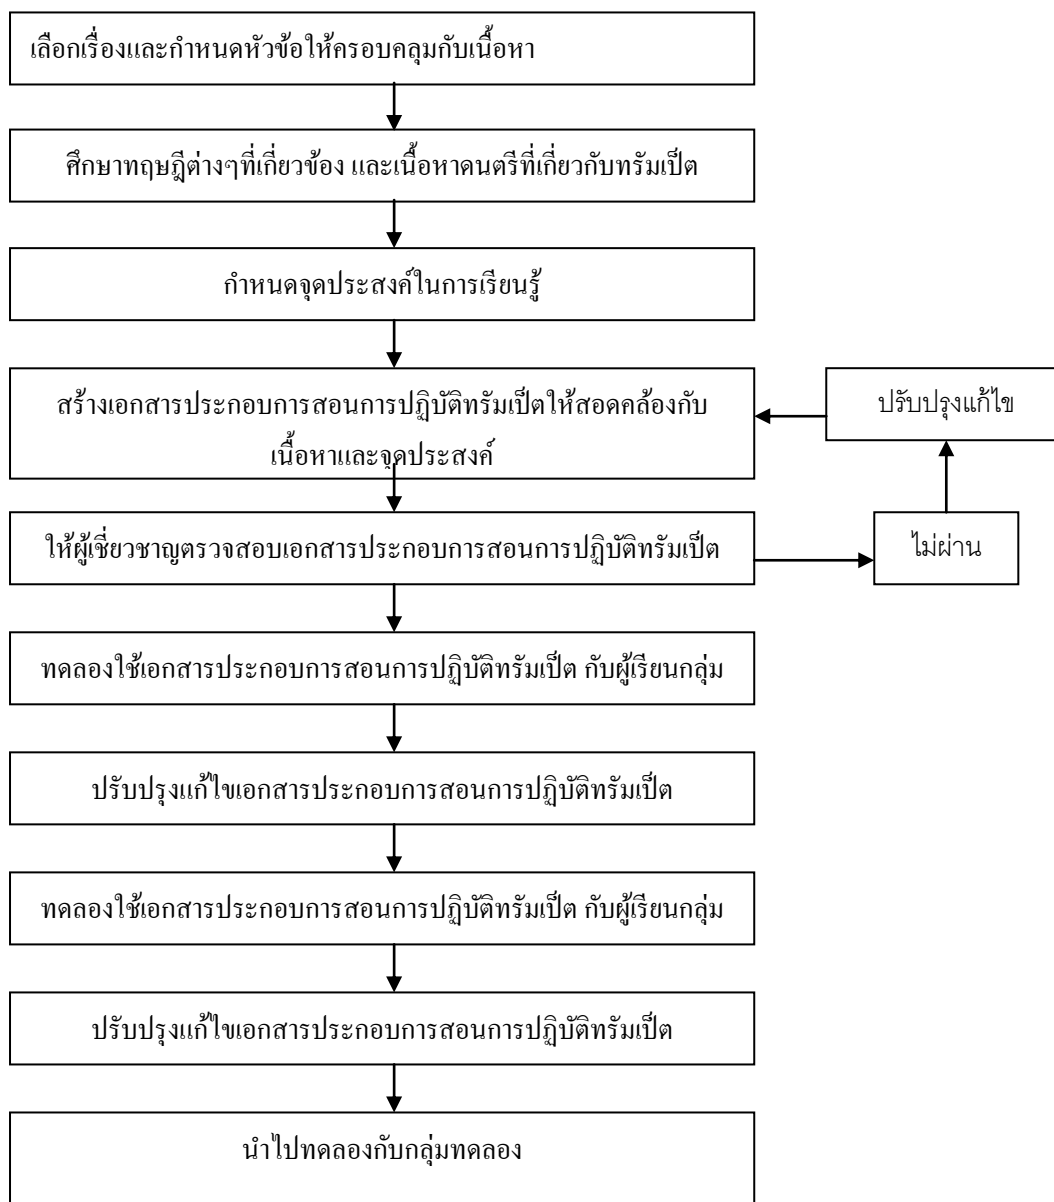 เลือกเรื่องและกำหนดหัวข้อให้ครอบคลุมกับเนื้อหา
ศึกษาทฤษฎีต่างๆที่เกี่ยวข้อง และเนื้อหาดนตรีที่เกี่ยวกับทรัมเป็ต
กำหนดจุดประสงค์ในการเรียนรู้
สร้างเอกสารประกอบการสอนการปฏิบัติทรัมเป็ตให้สอดคล้องกับ
เนื้อหาและจุดประสงค์
ปรับปรุงแก้ไข
ให้ผู้เชี่ยวชาญตรวจสอบเอกสารประกอบการสอนการปฏิบัติทรัมเป็ต
ไม่ผ่าน
ทดลองใช้เอกสารประกอบการสอนการปฏิบัติทรัมเป็ต กับผู้เรียนกลุ่ม
ปรับปรุงแก้ไขเอกสารประกอบการสอนการปฏิบัติทรัมเป็ต
ทดลองใช้เอกสารประกอบการสอนการปฏิบัติทรัมเป็ต กับผู้เรียนกลุ่ม
ปรับปรุงแก้ไขเอกสารประกอบการสอนการปฏิบัติทรัมเป็ต
นำไปทดลองกับกลุ่มทดลอง